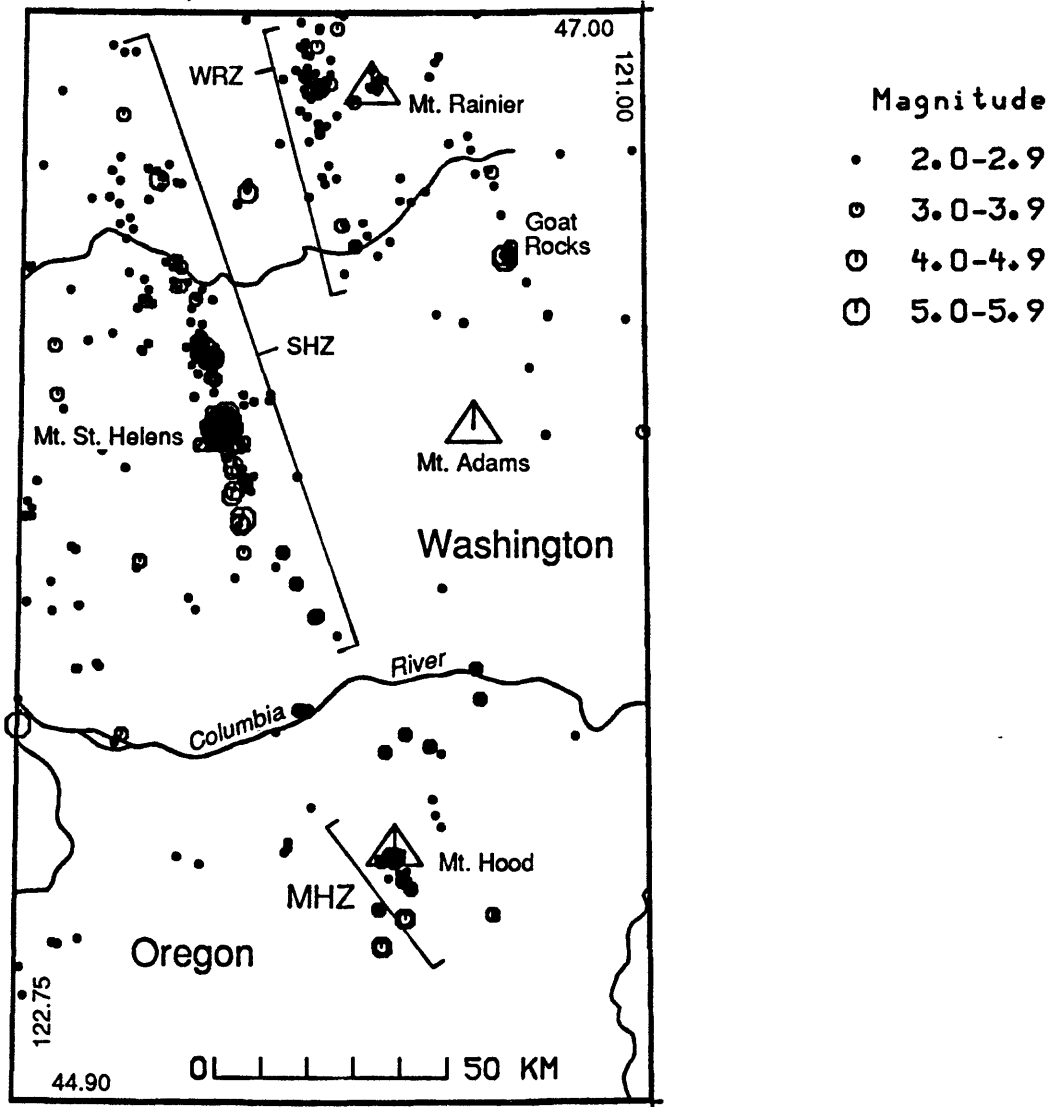 47.00
121.00
WRZ
Mt. Rainier
Goat
Rocks
SHZ
Mt. St. Helens
Mt. Adams
Washington
River
Columbia
Mt. Hood
MHZ
Oregon
122.75
44.90
0 50 KM
Magnitude
2.0-2.9
3.0-3.9
4.0-4.9
5.0-5.9